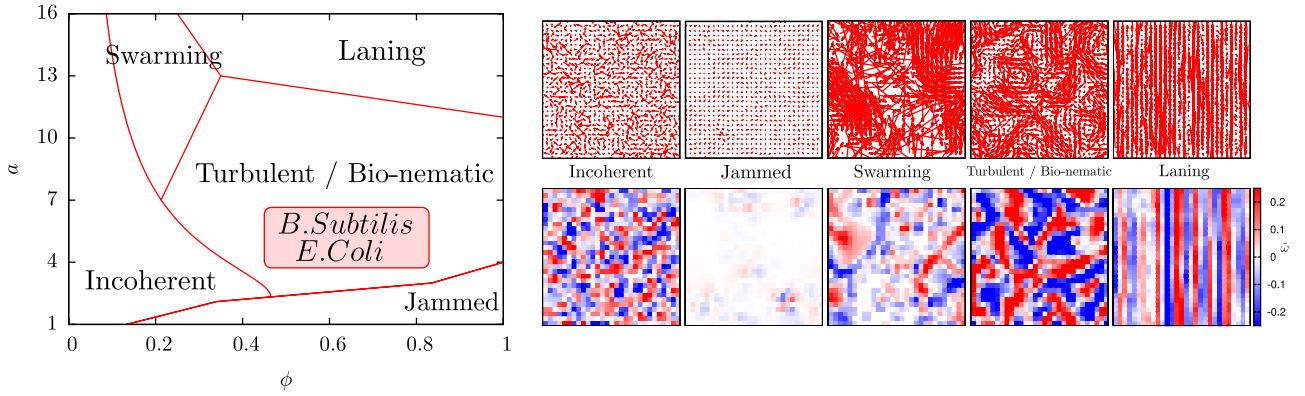 16
13
10
7
4
1
a
0
0.2
0.4
0.6
0.8
1
ϕ
Swarming
Laning
Turbulent / Bio-nematic
B.Subtilis
E.Coli
Incoherent
Jammed
Incoherent
Jammed
Swarming
Turbulent / Bio-nematic
Laning
0.2
0.1
0
-0.1
-0.2
ω̄